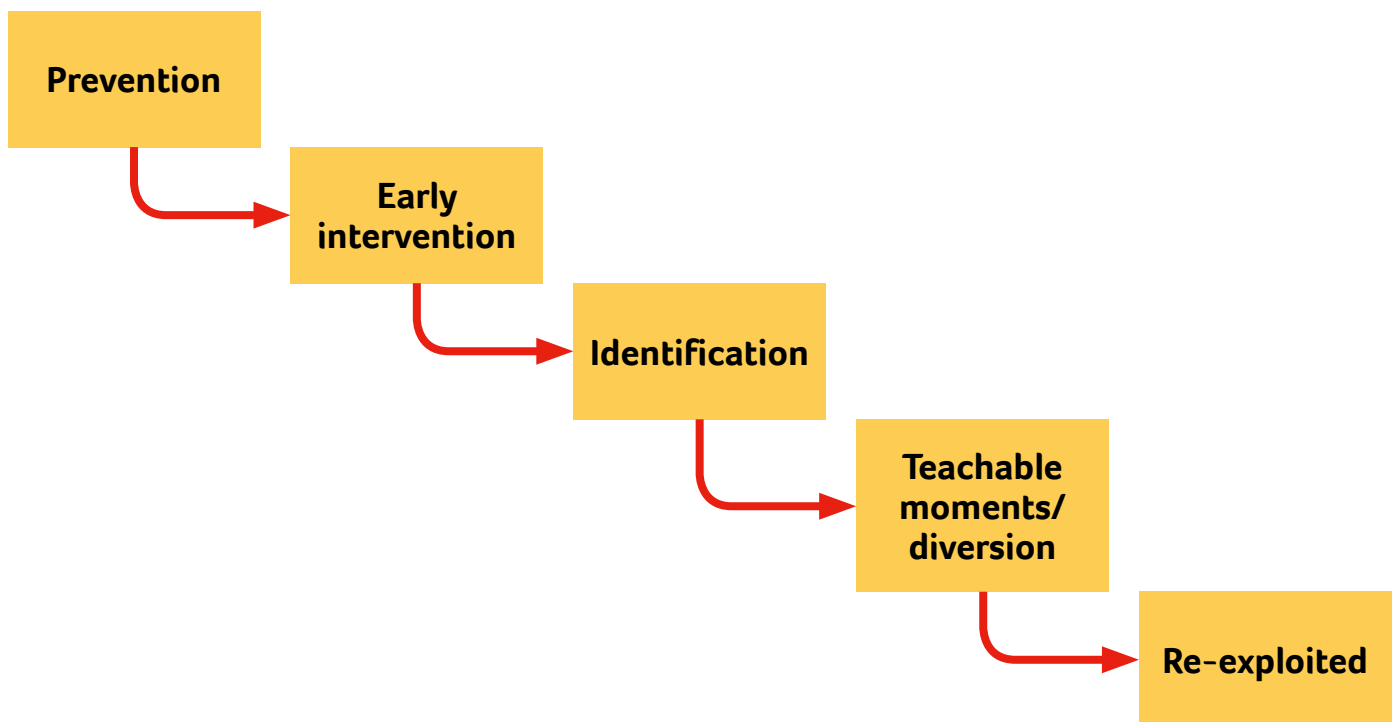 Prevention
Early
intervention
Identification
Teachable
moments/
diversion
Re-exploited